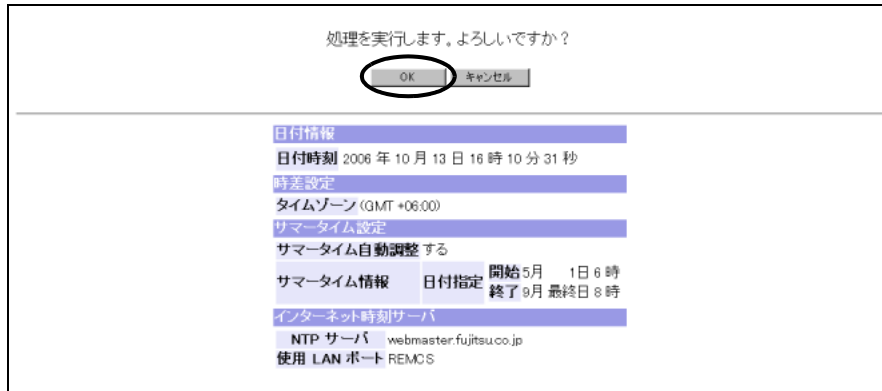 処理を実行します。よろしいですか？
OK キャンセル
日付情報
日付時刻 2006 年 10 月 13 日 16 時 10 分 31 秒
時差設定
タイムゾーン (GMT +06:00)
サマータイム設定
サマータイム自動調整 する
サマータイム情報 日付指定 開始 5月 1日 6 時
終了 9月 最終日 8 時
インターネット時刻サーバ
NTP サーバ webmaster.fujitsu.co.jp
使用 LAN ポート REMCS